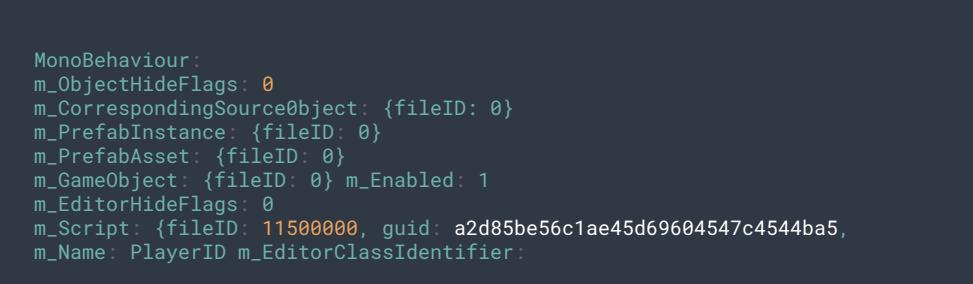 MonoBehaviour:
m_ObjectHideFlags: 0
m_CorrespondingSource0bject: {fileID: 0}
m_PrefabInstance: {fileID: 0}
m_PrefabAsset: {fileID: 0}
m_GameObject: {fileID: 0} m_Enabled: 1
m_EditorHideFlags: 0
m_Script: {fileID: 11500000, guid: a2d85be56c1ae45d69604547c4544ba5,
m_Name: PlayerID m_EditorClassIdentifier: